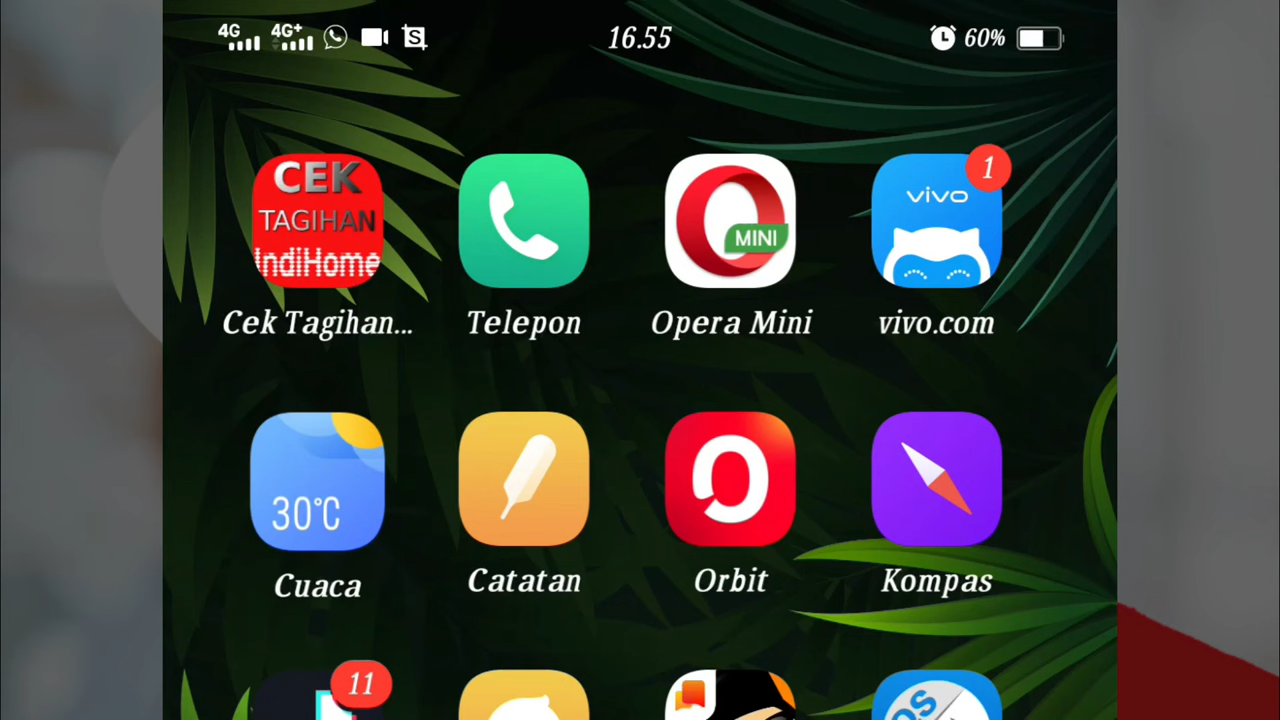 4G 4G+ S 16.55 60%
CEK
TAGIHAN
IndiHome
MINI
vivo
1
Cek Tagihan... Telepon Opera Mini vivo.com
30°C
Cuaca Catatan Orbit Kompas
11
OS